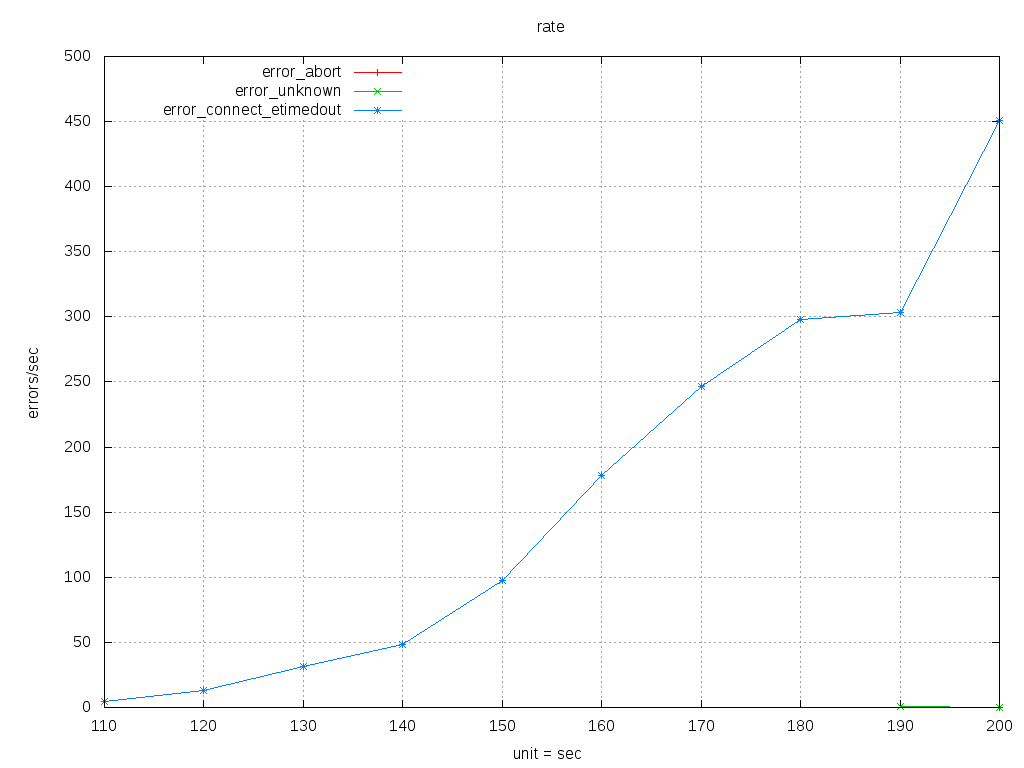 rate
500
450
400
350
300
250
200
150
100
50
0
error_abort
error_unknown
error_connect_etimedout
errors/sec
110 120 130 140 150 160 170 180 190 200
unit = sec